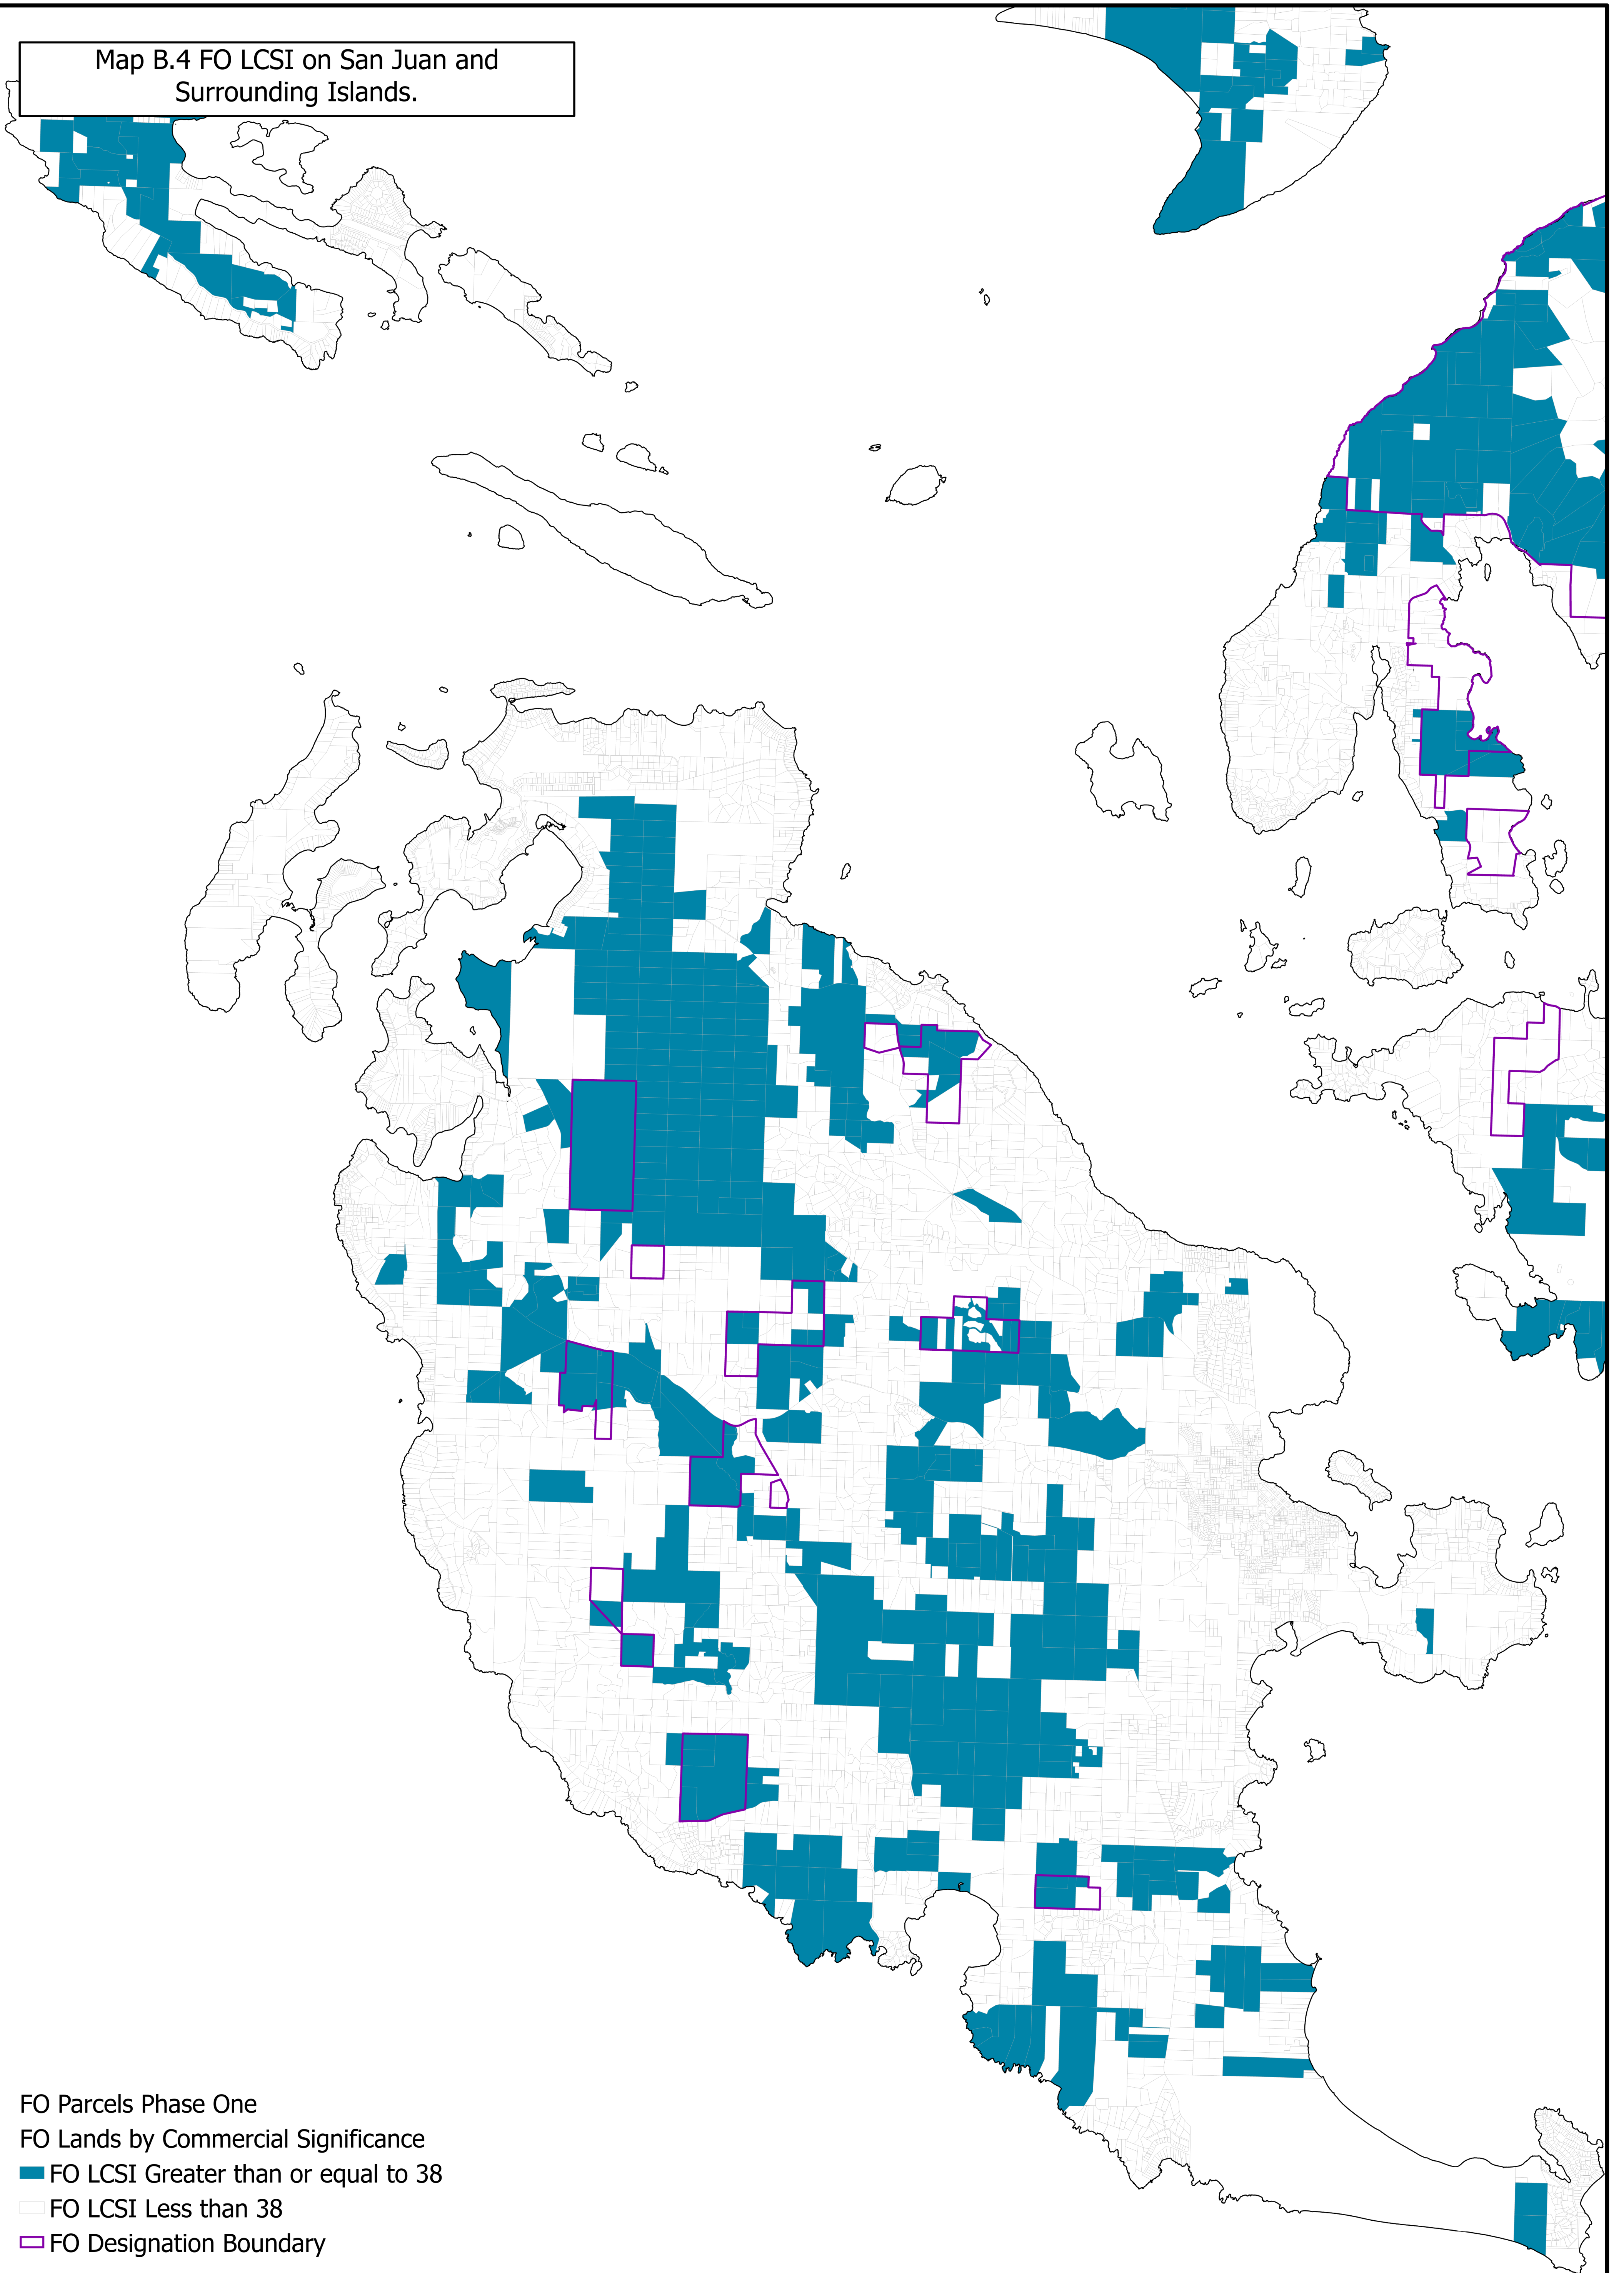 Map B.4 FO LCSI on San Juan and
Surrounding Islands.
FO Parcels Phase One
FO Lands by Commercial Significance
FO LCSI Greater than or equal to 38
FO LCSI Less than 38
FO Designation Boundary